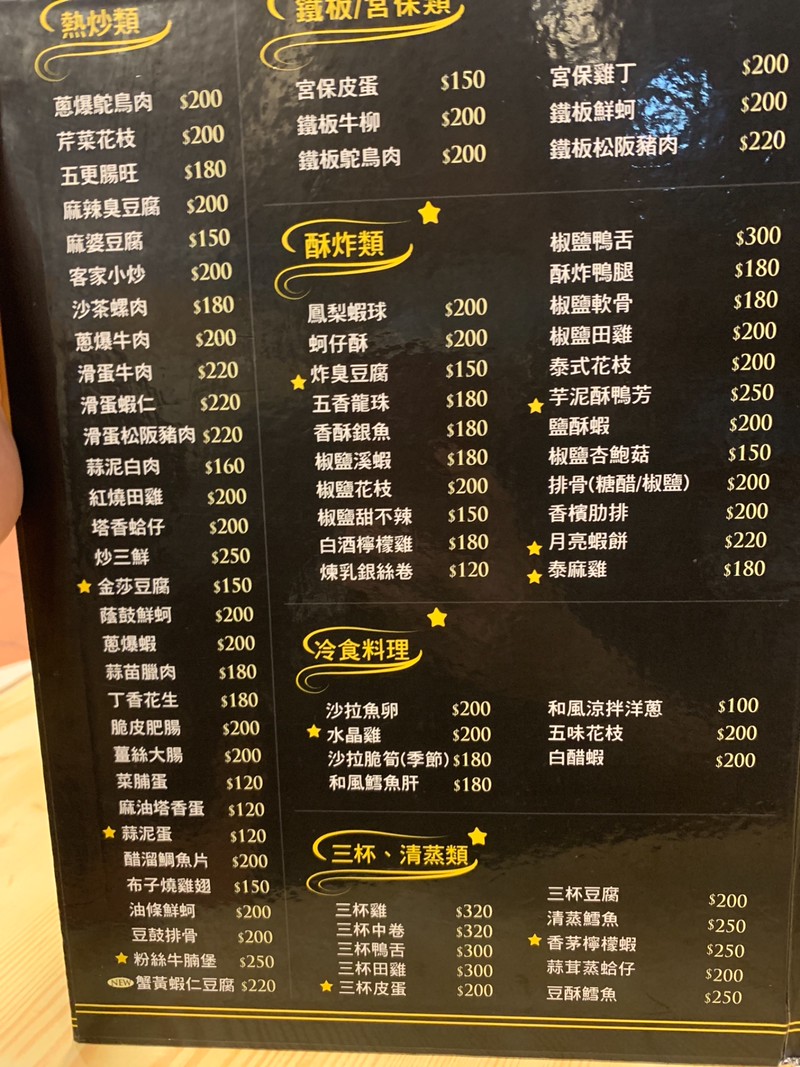 熱炒類
蔥爆鴕鳥肉 $200
芹菜花枝 $200
五更腸旺 $180
麻辣臭豆腐 $200
麻婆豆腐 $150
客家小炒 $200
沙茶螺肉 $180
蔥爆牛肉 $200
滑蛋牛肉 $220
滑蛋蝦仁 $220
滑蛋松阪豬肉 $220
蒜泥白肉 $160
紅燒田雞 $200
塔香蛤仔 $200
炒三鮮 $250
金莎豆腐 $150
蔭鼓鮮蚵 $200
蔥爆蝦 $200
蒜苗臘肉 $180
丁香花生 $180
脆皮肥腸 $200
薑絲大腸 $200
菜脯蛋 $120
麻油塔香蛋 $120
蒜泥蛋 $120
醋溜鯛魚片 $200
布子燒雞翅 $150
油條鮮蚵 $200
豆鼓排骨 $200
粉絲牛腩堡 $250
NEW 蟹黃蝦仁豆腐 $220
鐵板/宮保類
宮保皮蛋 $150
鐵板牛柳 $200
鐵板鴕鳥肉 $200
宮保雞丁 $200
鐵板鮮蚵 $200
鐵板松阪豬肉 $220
酥炸類
鳳梨蝦球 $200
蚵仔酥 $200
炸臭豆腐 $150
五香龍珠 $180
香酥銀魚 $180
椒鹽溪蝦 $180
椒鹽花枝 $200
椒鹽甜不辣 $150
白酒檸檬雞 $180
煉乳銀絲卷 $120
椒鹽鴨舌 $300
酥炸鴨腿 $180
椒鹽軟骨 $180
椒鹽田雞 $200
泰式花枝 $200
芋泥酥鴨芳 $250
鹽酥蝦 $200
椒鹽杏鮑菇 $150
排骨(糖醋/椒鹽) $200
香檳肋排 $200
月亮蝦餅 $220
泰麻雞 $180
冷食料理
沙拉魚卵 $200
水晶雞 $200
沙拉脆筍(季節) $180
和風鱈魚肝 $180
和風涼拌洋蔥 $100
五味花枝 $200
白醋蝦 $200
三杯、清蒸類
三杯雞 $320
三杯中卷 $320
三杯鴨舌 $300
三杯田雞 $300
三杯皮蛋 $200
三杯豆腐 $200
清蒸鱈魚 $250
香茅檸檬蝦 $250
蒜茸蒸蛤仔 $200
豆酥鱈魚 $250